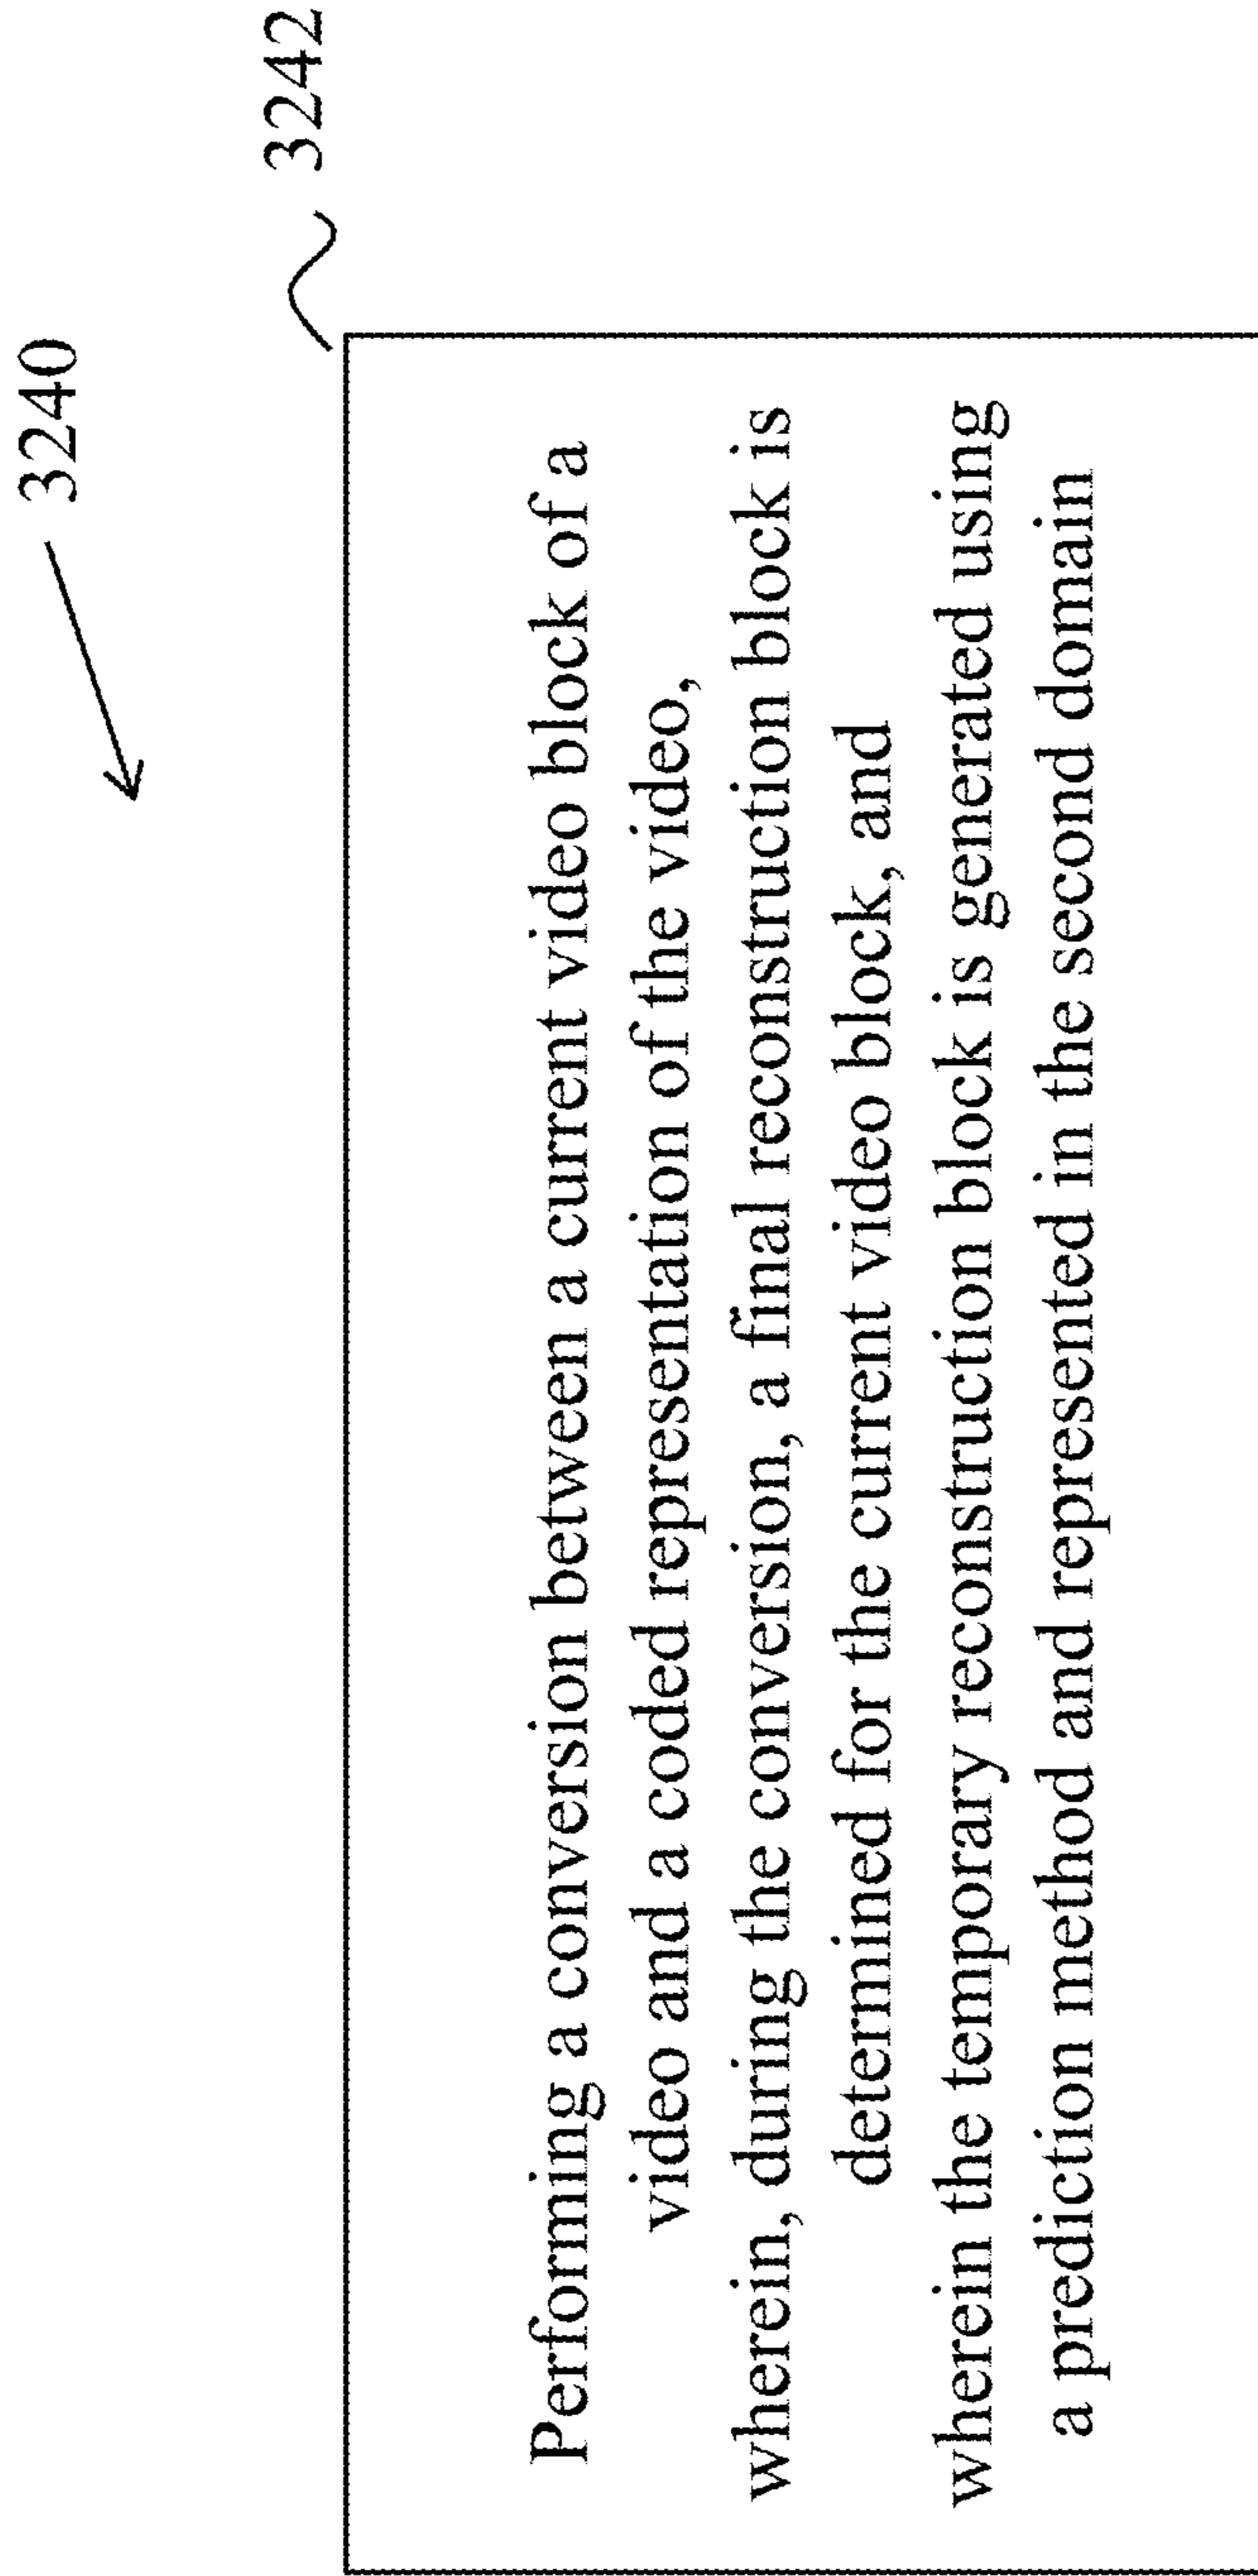 3240
3242
Performing a conversion between a current video block of a
video and a coded representation of the video,
wherein, during the conversion, a final reconstruction block is
determined for the current video block, and
wherein the temporary reconstruction block is generated using
a prediction method and represented in the second domain